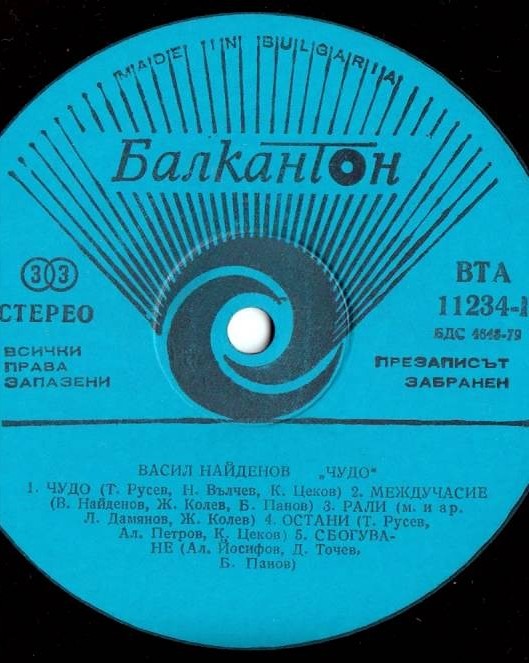 MADE IN BULGARIA
Балкантон
33
СТЕРЕО
ВСИЧКИ
ПРАВА
ЗАПАЗЕНИ
ВТА
11234-I
БДС 4648-79
ПРЕЗАПИСЪТ
ЗАБРАНЕН
ВАСИЛ НАЙДЕНОВ „ЧУДО“
1. ЧУДО (Т. Русев, Н. Вълчев, К. Цеков) 2. МЕЖДУЧАСИЕ
(В. Найденов, Ж. Колев, Б. Панов) 3. РАЛИ (м. и ар.
Л. Дамянов, Ж. Колев) 4. ОСТАНИ (Т. Русев,
Ал. Петров, К. Цеков) 5. СБОГУВА-
НЕ (Ал. Йосифов, Д. Точев,
Б. Панов)